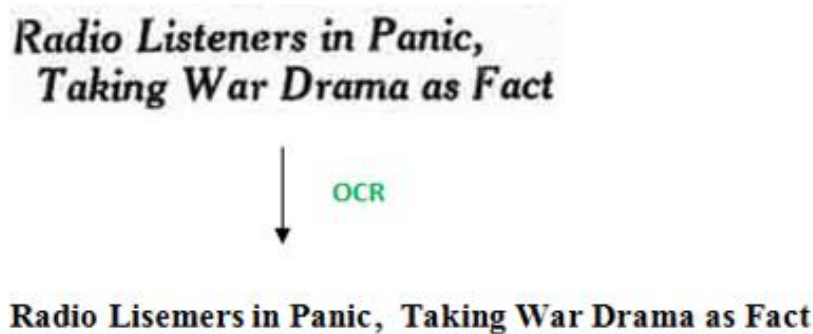 Radio Listeners in Panic,
Taking War Drama as Fact
OCR
Radio Lisemers in Panic, Taking War Drama as Fact